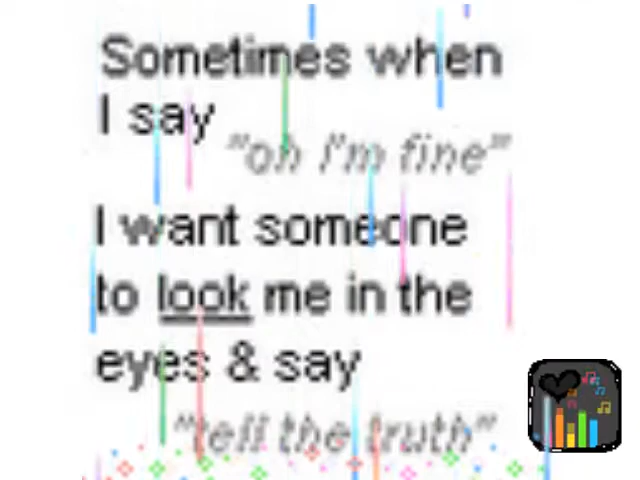 Sometimes when
I say
"oh I'm fine"
I want someone
to look me in the
eyes & say
"tell the truth"